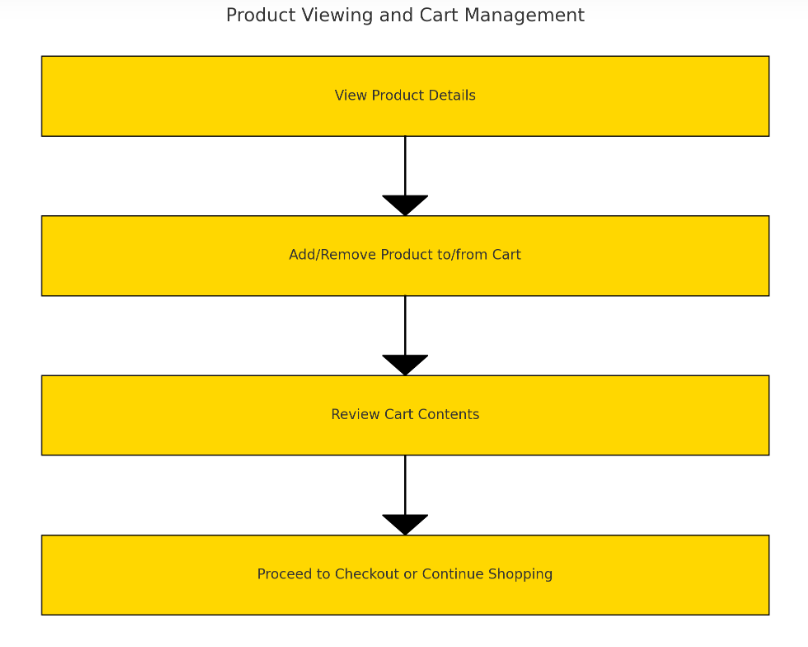 Product Viewing and Cart Management
View Product Details
Add/Remove Product to/from Cart
Review Cart Contents
Proceed to Checkout or Continue Shopping